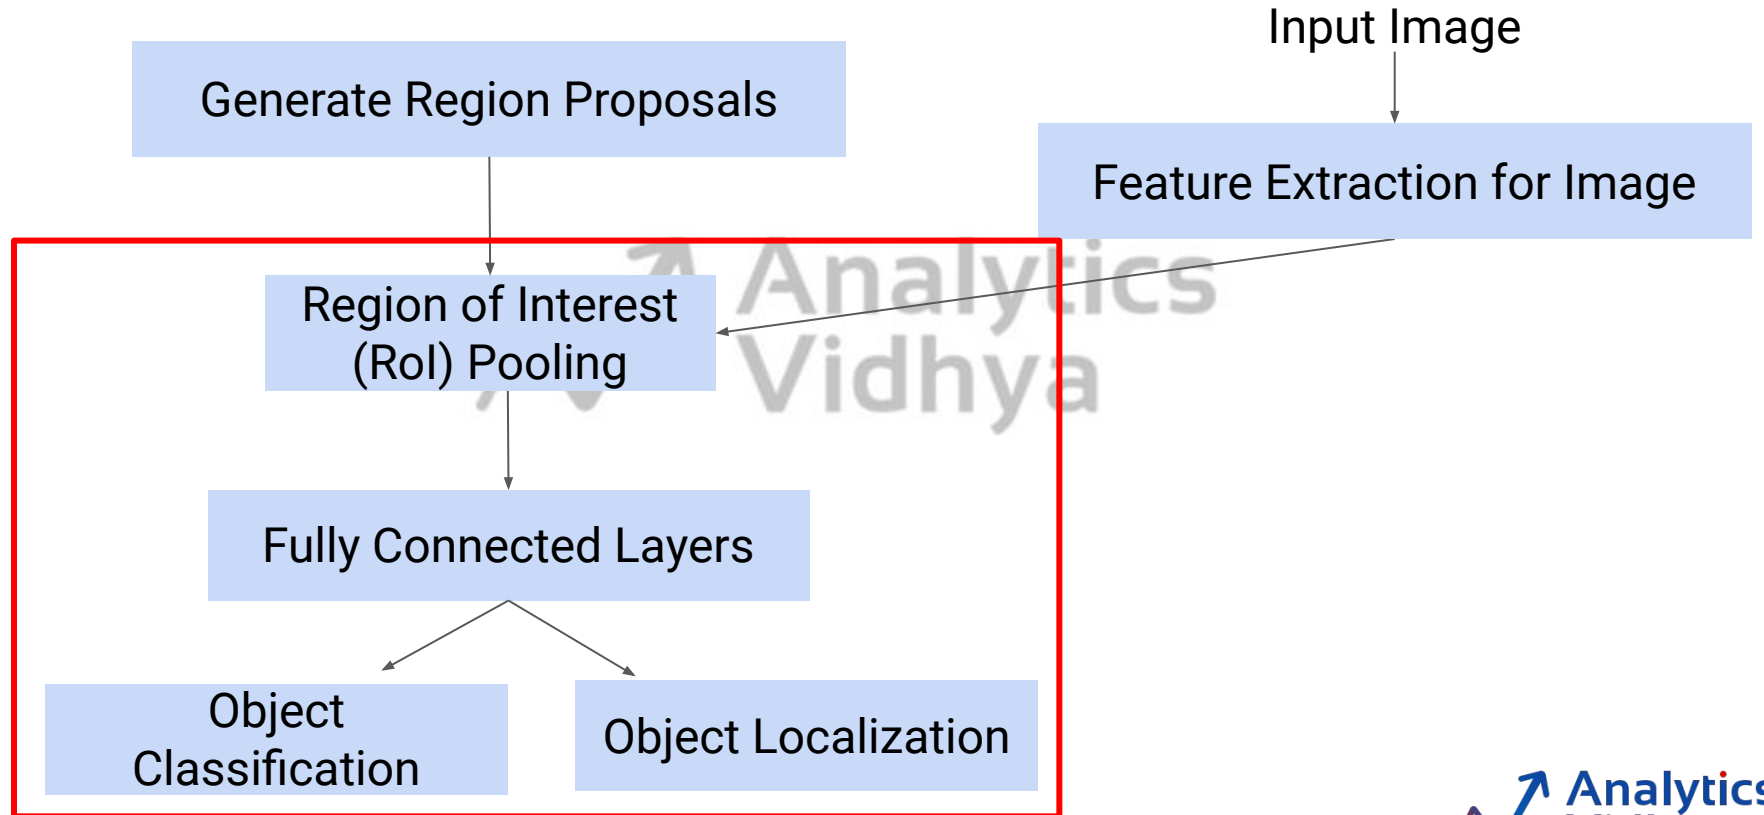 Input Image
Generate Region Proposals
Feature Extraction for Image
Analytics
Vidhya
Region of Interest
(RoI) Pooling
Fully Connected Layers
Object
Classification
Object Localization
Analytics